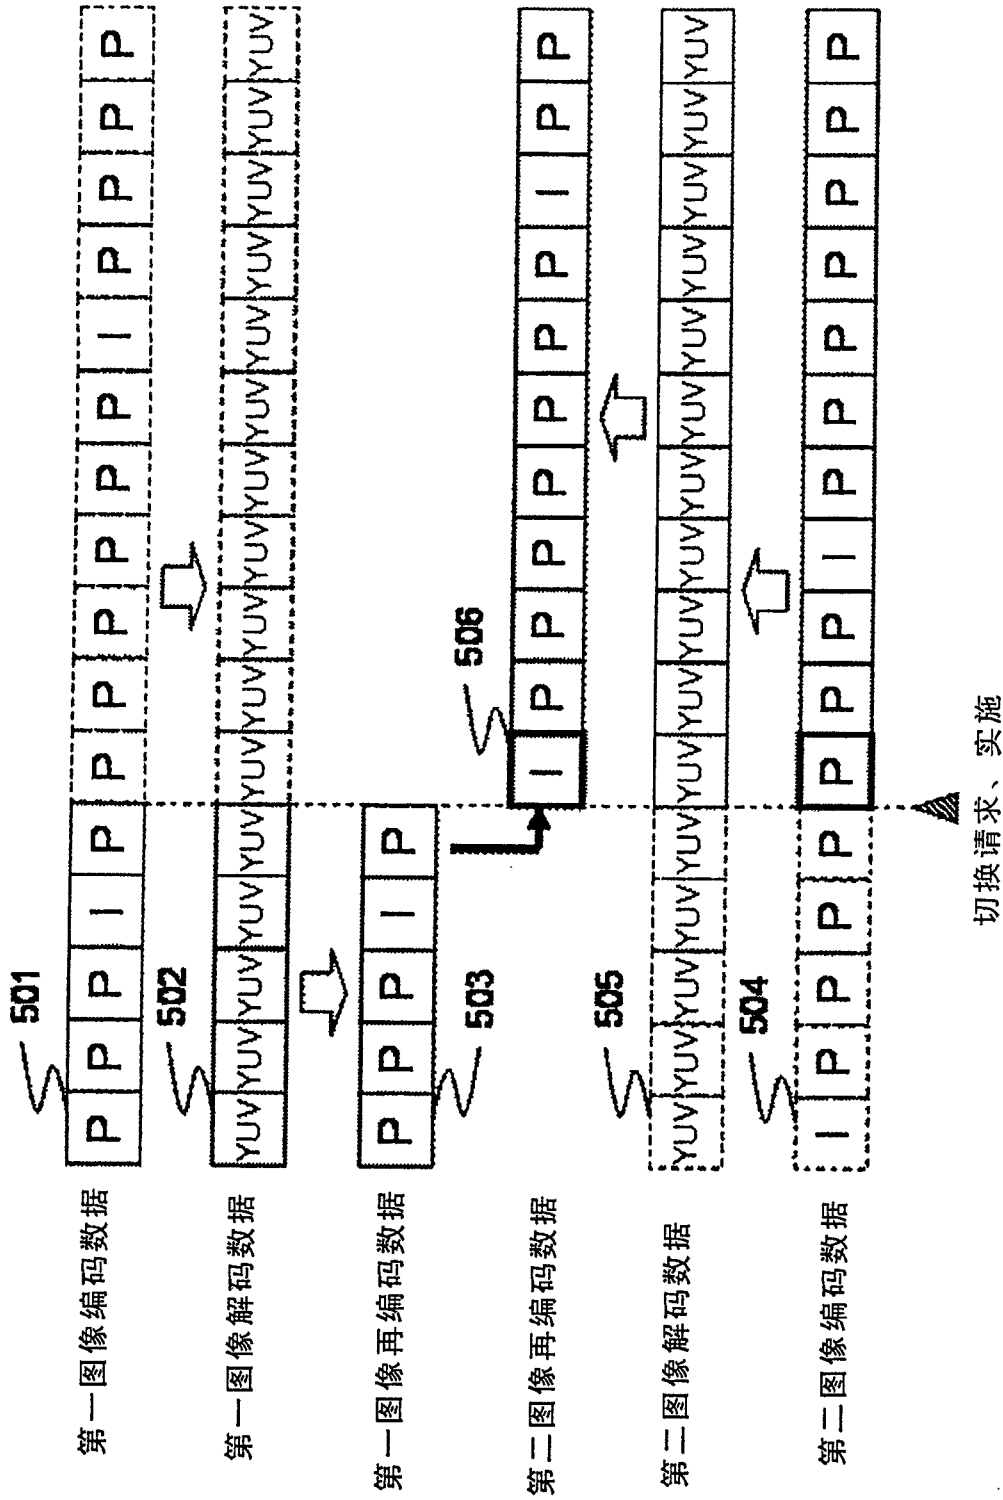 501
第一图像编码数据 P P P I P P P P P P P I P P P P
502
第一图像解码数据 YUV YUV YUV YUV YUV YUV YUV YUV YUV YUV YUV YUV YUV YUV YUV YUV
第一图像再编码数据 P P P I P
503
506
第二图像再编码数据 I P P P P P P P I P P
505
第二图像解码数据 YUV YUV YUV YUV YUV YUV YUV YUV YUV YUV YUV YUV YUV YUV YUV YUV
504
第二图像编码数据 I P P P P P P P I P P P P P P P
切换请求、实施